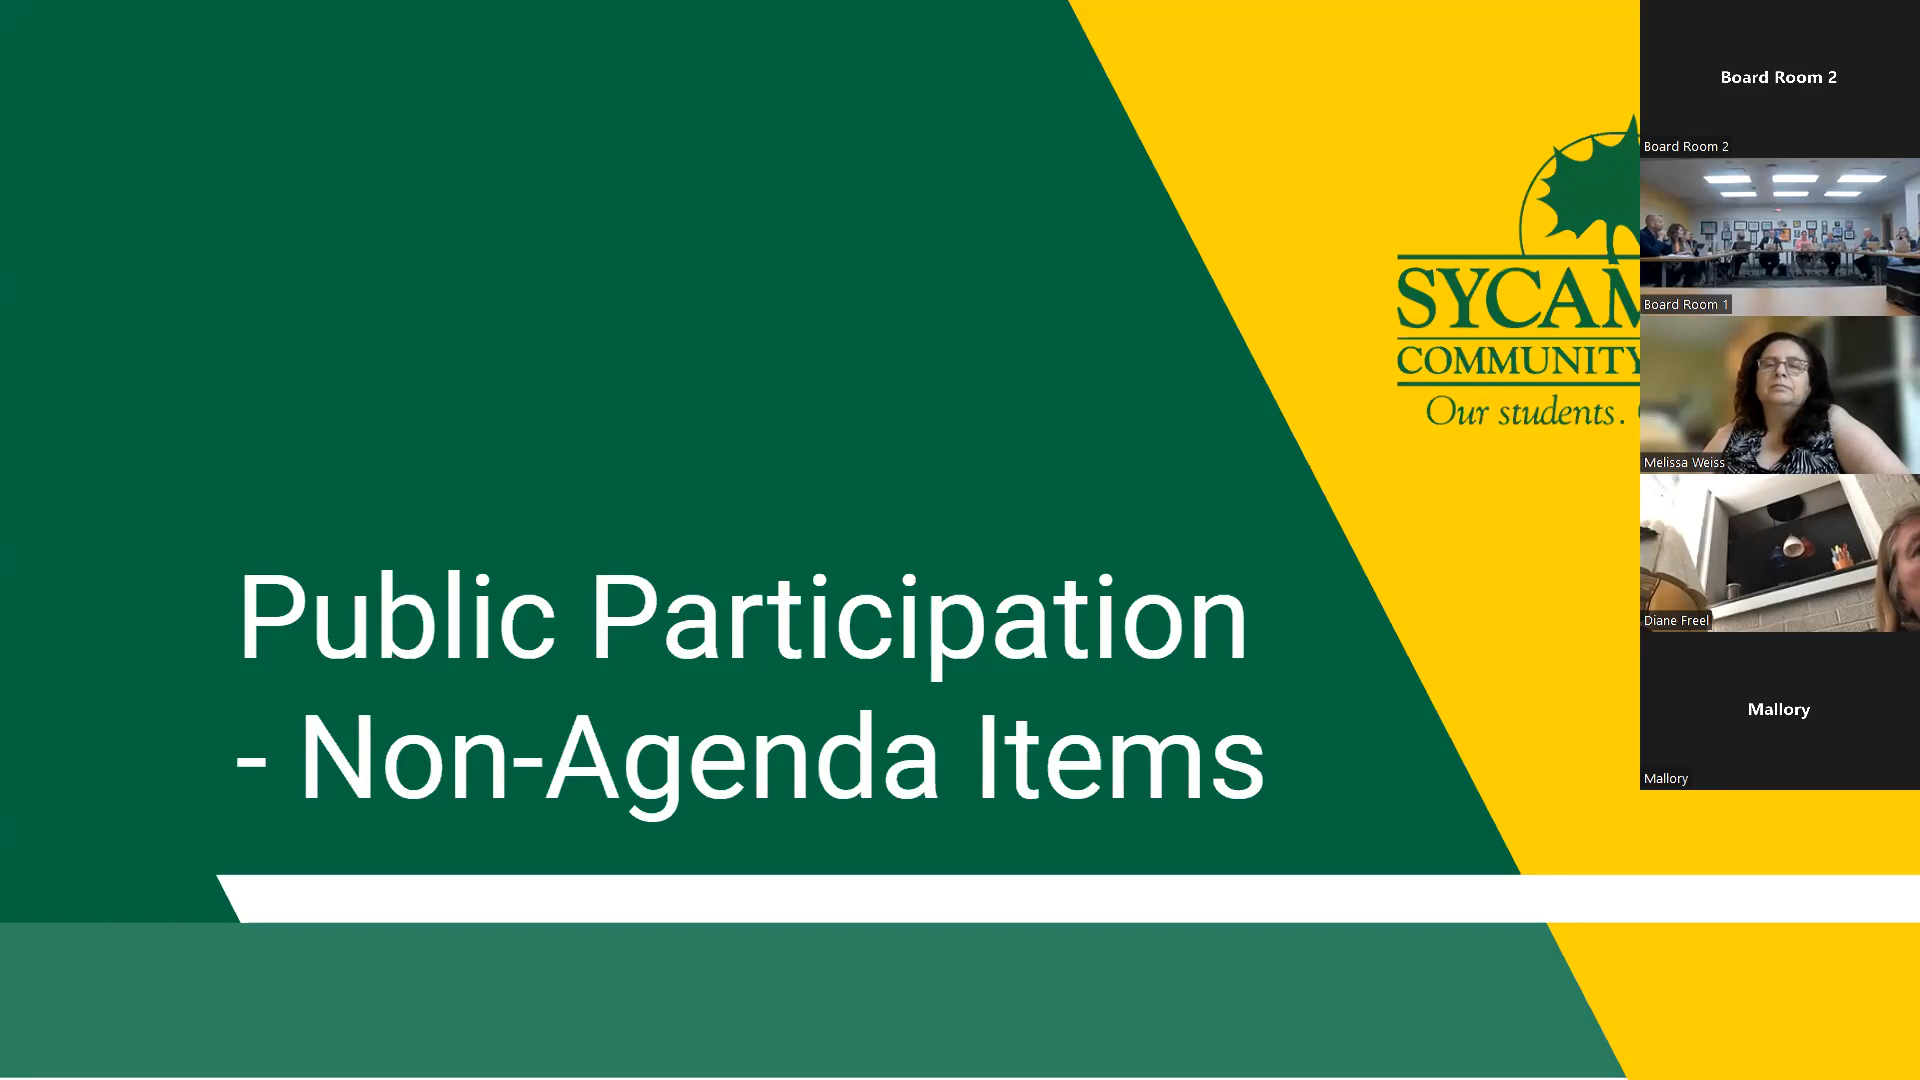 Public Participation
- Non-Agenda Items
SYCAM
COMMUNITY
Our students.
Board Room 2
Board Room 2
Board Room 1
Melissa Weiss
Diane Freel
Mallory
Mallory